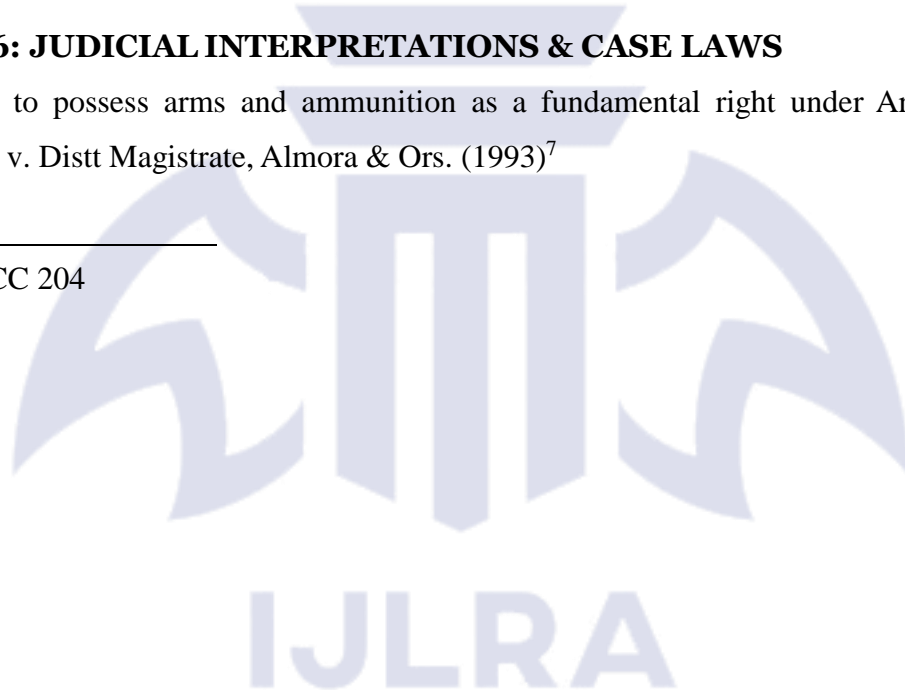 6: JUDICIAL INTERPRETATIONS & CASE LAWS
to possess arms and ammunition as a fundamental right under
v. Distt Magistrate, Almora & Ors. (1993)7
CC 204
IJLRA